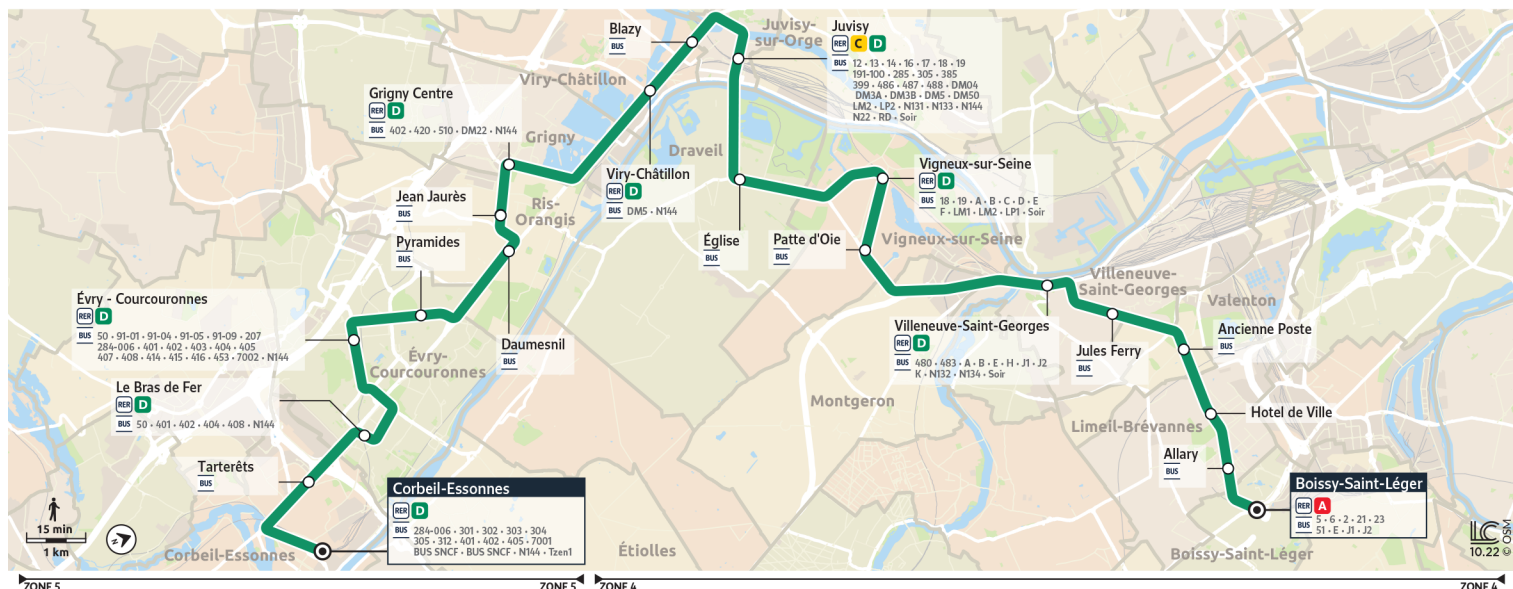 Blazy
BUS
Juvisy-
sur-Orge
Juvisy
RER C D
BUS 12 • 13 • 14 • 16 • 17 • 18 • 19
191-100 • 285 • 305 • 385
399 • 486 • 487 • 488 • DM04
DM3A • DM3B • DM5 • DM50
LM2 • LP2 • N131 • N133 • N144
N22 • RD • Soir
Viry-Châtillon
Grigny Centre
RER D
BUS 402 • 420 • 510 • DM22 • N144
Grigny
Draveil
Viry-Châtillon
RER D
BUS DM5 • N144
Vigneux-sur-Seine
RER D
BUS 18 • 19 • A • B • C • D • E
F • LM1 • LM2 • LP1 • Soir
Jean Jaurès
BUS
Ris-
Orangis
Pyramides
BUS
Église
BUS
Patte d'Oie
BUS
Vigneux-sur-Seine
Villeneuve-
Saint-Georges
Valenton
Évry - Courcouronnes
RER D
BUS 50 • 91-01 • 91-04 • 91-05 • 91-09 • 207
284-006 • 401 • 402 • 403 • 404 • 405
407 • 408 • 414 • 415 • 416 • 453 • 7002 • N144
Daumesnil
BUS
Villeneuve-Saint-Georges
RER D
BUS 480 • 483 • A • B • E • H • J1 • J2
K • N132 • N134 • Soir
Jules Ferry
BUS
Ancienne Poste
BUS
Évry-
Courcouronnes
Le Bras de Fer
RER D
BUS 50 • 401 • 402 • 404 • 408 • N144
Montgeron
Hotel de Ville
Limeil-Brévannes
Allary
BUS
Tarterêts
BUS
Corbeil-Essonnes
RER D
BUS 284-006 • 301 • 302 • 303 • 304
305 • 312 • 401 • 402 • 405 • 7001
BUS SNCF • BUS SNCF • N144 • Tzen1
Boissy-Saint-Léger
RER A
BUS 5 • 6 • 2 • 21 • 23
51 • E • J1 • J2
15 min
1 km
Corbeil-Essonnes
Étiolles
Boissy-Saint-Léger
LC
10.22 © OSM
ZONE 5
ZONE 5
ZONE 4
ZONE 4